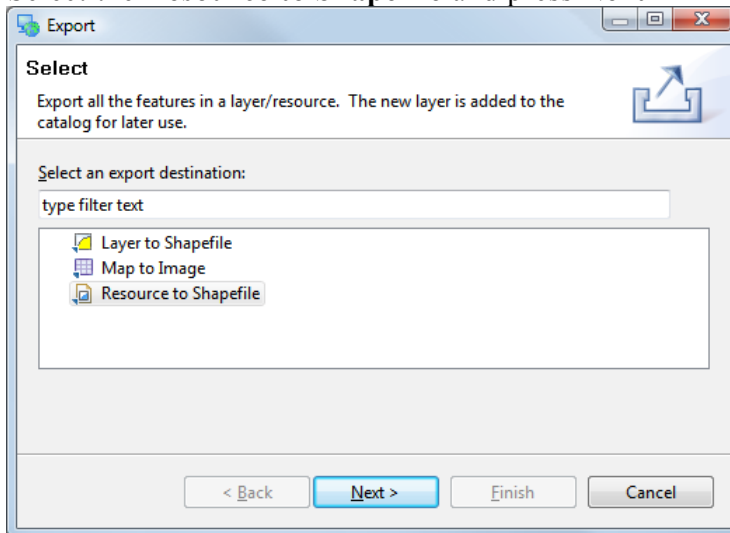 Export
Select
Export all the features in a layer/resource. The new layer is added to the
catalog for later use.
Select an export destination:
type filter text
Layer to Shapefile
Map to Image
Resource to Shapefile
< Back
Next >
Finish
Cancel